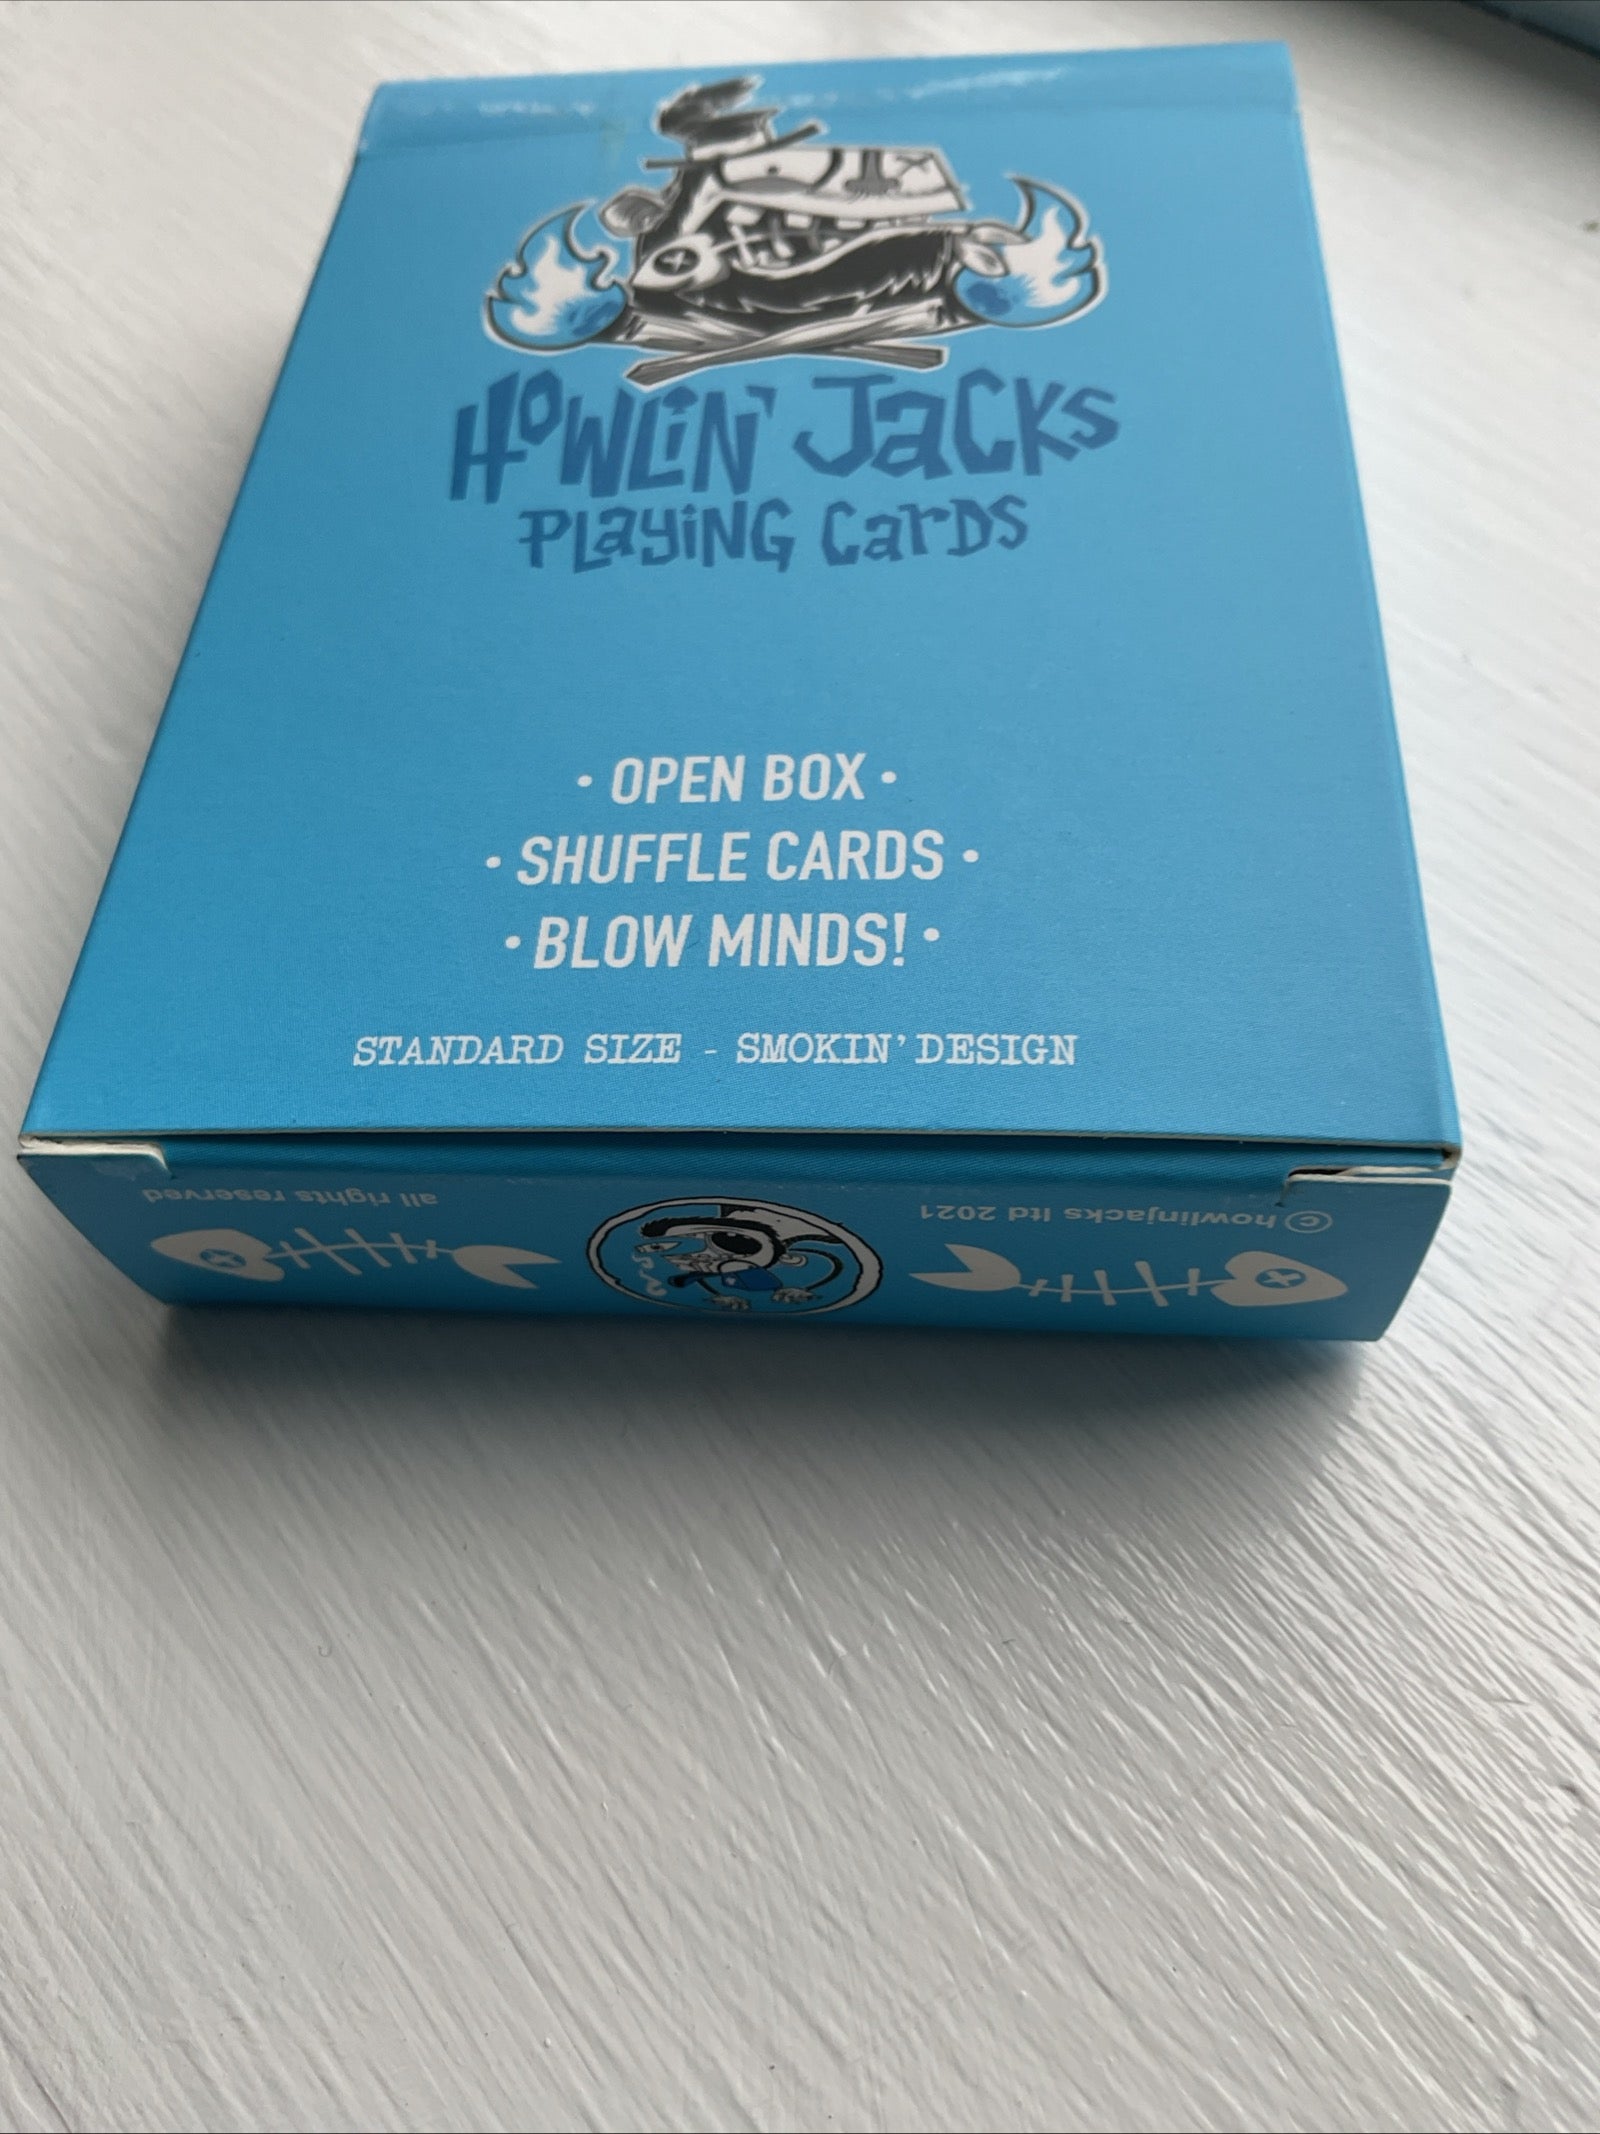 HOWLiN' JaCKS
PLayiNG CarDS
· OPEN BOX ·
· SHUFFLE CARDS ·
· BLOW MINDS! ·
STANDARD SIZE - SMOKIN' DESIGN
© howlinjacks ltd 2021
all rights reserved